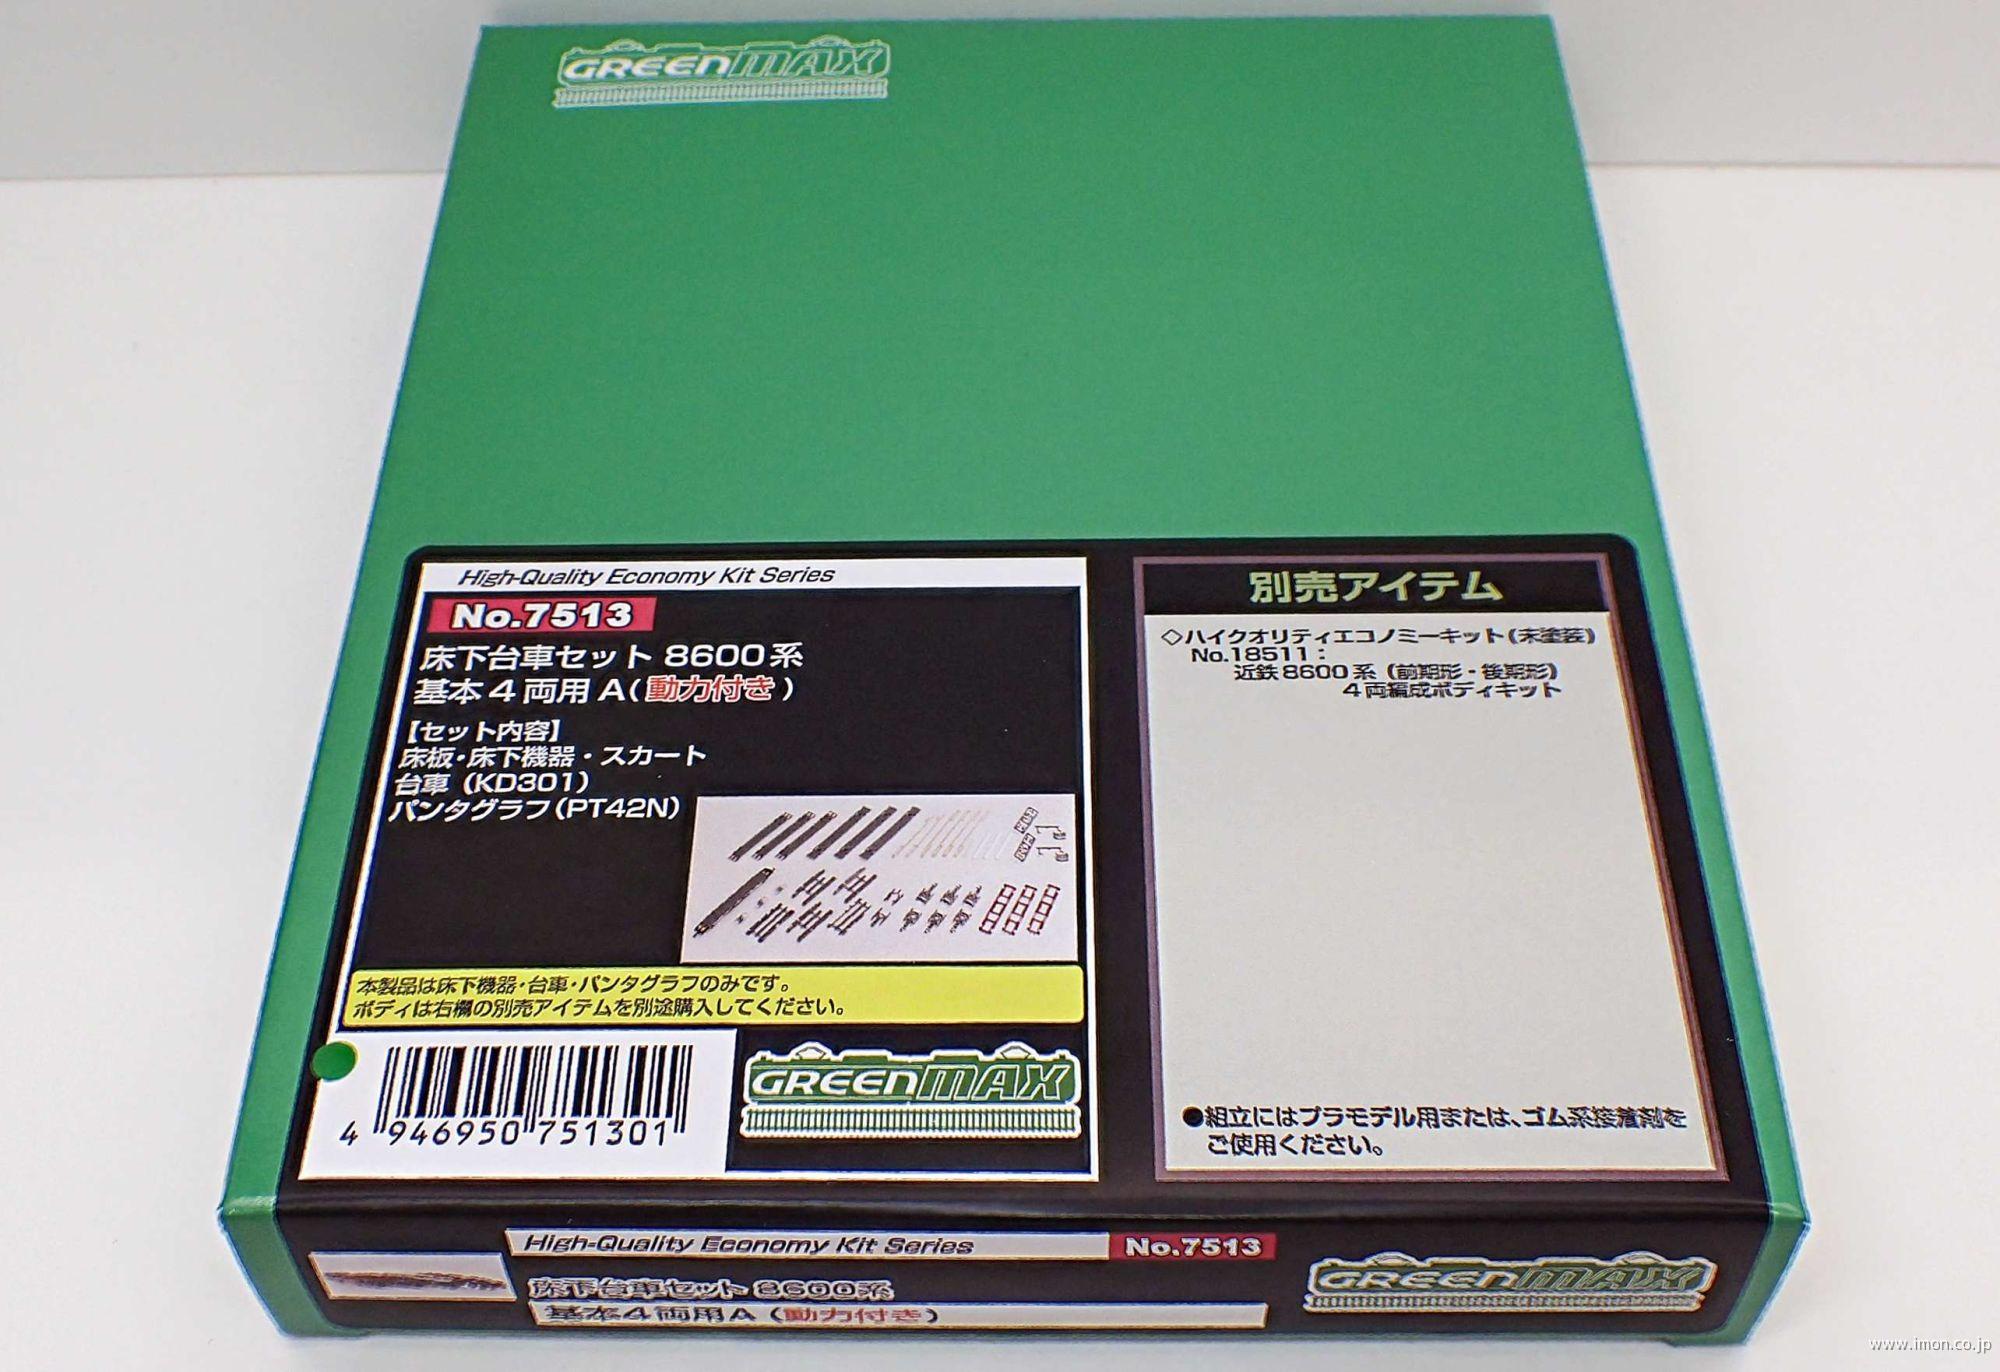 GREENMAX
High-Quality Economy Kit Series
No.7513
床下台車セット 8600系
基本4両用A(動力付き)
【セット内容】
床板・床下機器・スカート
台車(KD301)
パンタグラフ(PT42N)
本製品は床下機器・台車・パンタグラフのみです。
ボディは右欄の別売アイテムを別途購入してください。
4 946950 751301
GREENMAX
別売アイテム
◇ハイクオリティエコノミーキット(未塗装)
No.18511:
近鉄8600系(前期形・後期形)
4両編成ボディキット
●組立にはプラモデル用または、ゴム系接着剤を
ご使用ください。
High-Quality Economy Kit Series
No.7513
床下台車セット 8600系
基本4両用A(動力付き)
GREENMAX
www.imon.co.jp